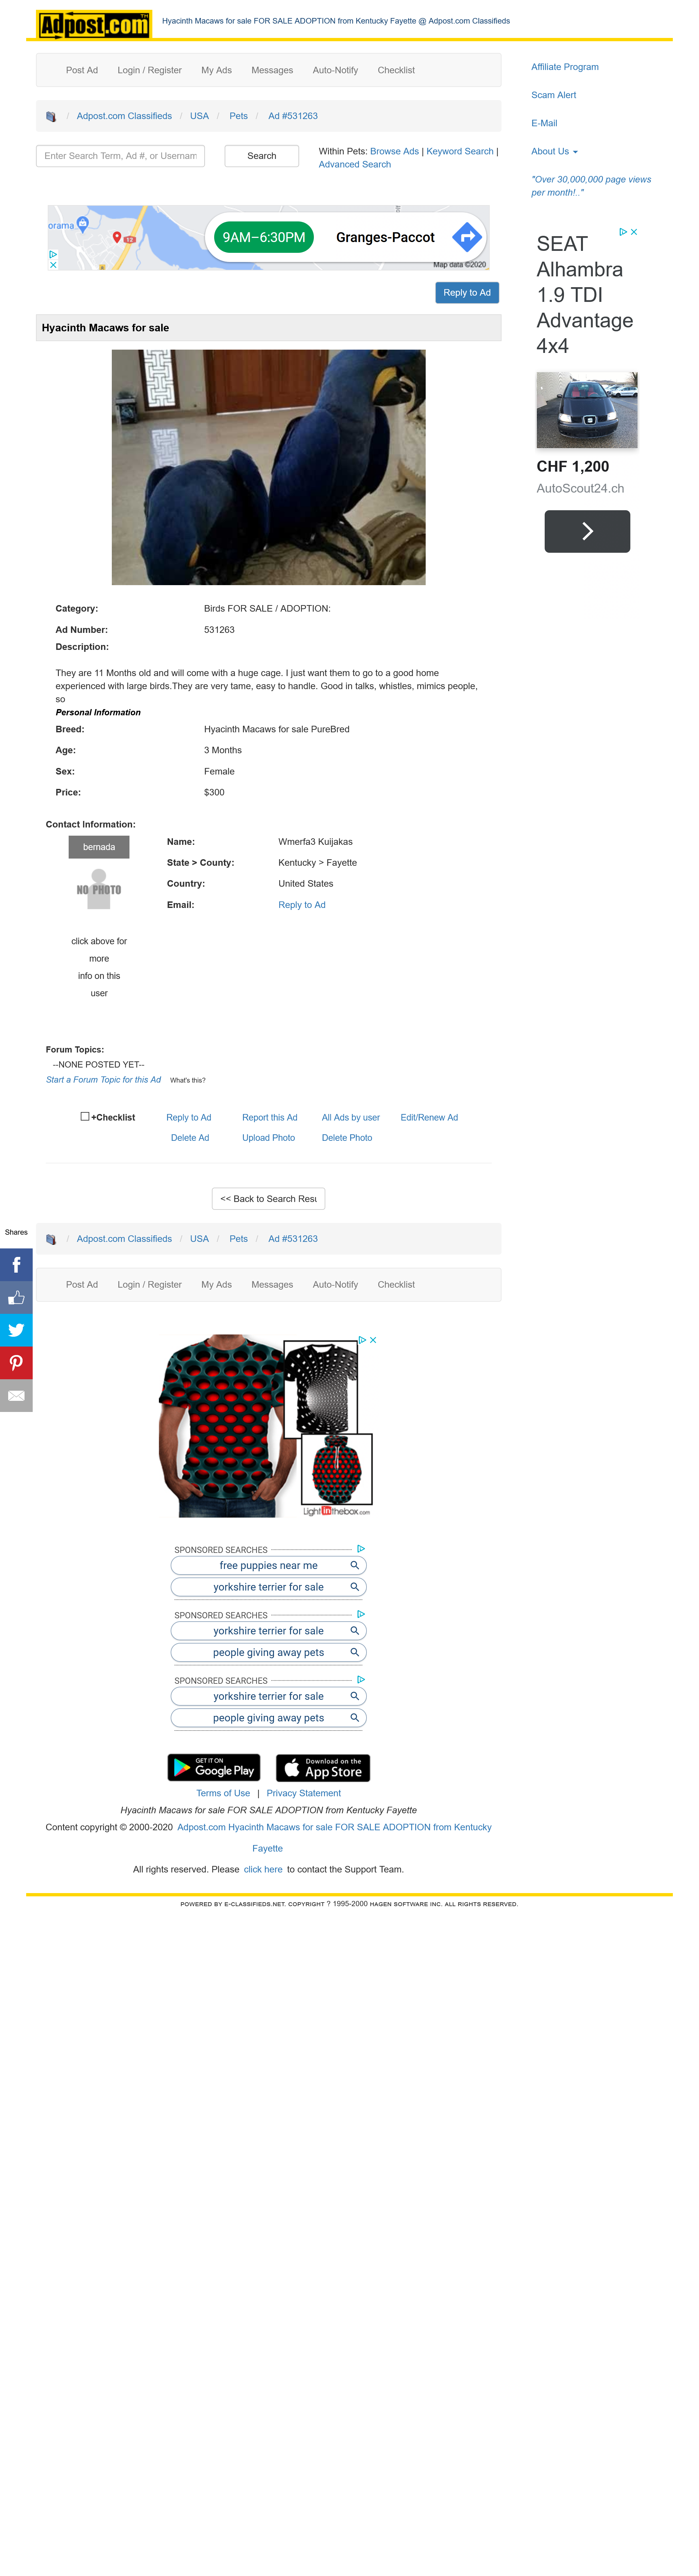 Adpost.com TM
Hyacinth Macaws for sale FOR SALE ADOPTION from Kentucky Fayette @ Adpost.com Classifieds
Post Ad Login / Register My Ads Messages Auto-Notify Checklist
/ Adpost.com Classifieds / USA / Pets / Ad #531263
Enter Search Term, Ad #, or Usernam
Search
Within Pets: Browse Ads | Keyword Search |
Advanced Search
Affiliate Program
Scam Alert
E-Mail
About Us
"Over 30,000,000 page views
per month!.."
orama.
12
9AM–6:30PM
Granges-Paccot
Map data ©2020
Reply to Ad
SEAT
Alhambra
1.9 TDI
Advantage
4x4
CHF 1,200
AutoScout24.ch
Hyacinth Macaws for sale
Category: Birds FOR SALE / ADOPTION:
Ad Number: 531263
Description:
They are 11 Months old and will come with a huge cage. I just want them to go to a good home
experienced with large birds.They are very tame, easy to handle. Good in talks, whistles, mimics people,
so
Personal Information
Breed: Hyacinth Macaws for sale PureBred
Age: 3 Months
Sex: Female
Price: $300
Contact Information:
bernada
NO PHOTO
click above for
more
info on this
user
Name: Wmerfa3 Kuijakas
State > County: Kentucky > Fayette
Country: United States
Email: Reply to Ad
Forum Topics:
--NONE POSTED YET--
Start a Forum Topic for this Ad What's this?
+Checklist Reply to Ad Report this Ad All Ads by user Edit/Renew Ad
Delete Ad Upload Photo Delete Photo
<< Back to Search Resu
Shares
/ Adpost.com Classifieds / USA / Pets / Ad #531263
Post Ad Login / Register My Ads Messages Auto-Notify Checklist
Lightinthebox.com
SPONSORED SEARCHES
free puppies near me
yorkshire terrier for sale
SPONSORED SEARCHES
yorkshire terrier for sale
people giving away pets
SPONSORED SEARCHES
yorkshire terrier for sale
people giving away pets
GET IT ON
Google Play
Download on the
App Store
Terms of Use | Privacy Statement
Hyacinth Macaws for sale FOR SALE ADOPTION from Kentucky Fayette
Content copyright © 2000-2020 Adpost.com Hyacinth Macaws for sale FOR SALE ADOPTION from Kentucky
Fayette
All rights reserved. Please click here to contact the Support Team.
POWERED BY E-CLASSIFIEDS.NET. COPYRIGHT ? 1995-2000 HAGEN SOFTWARE INC. ALL RIGHTS RESERVED.